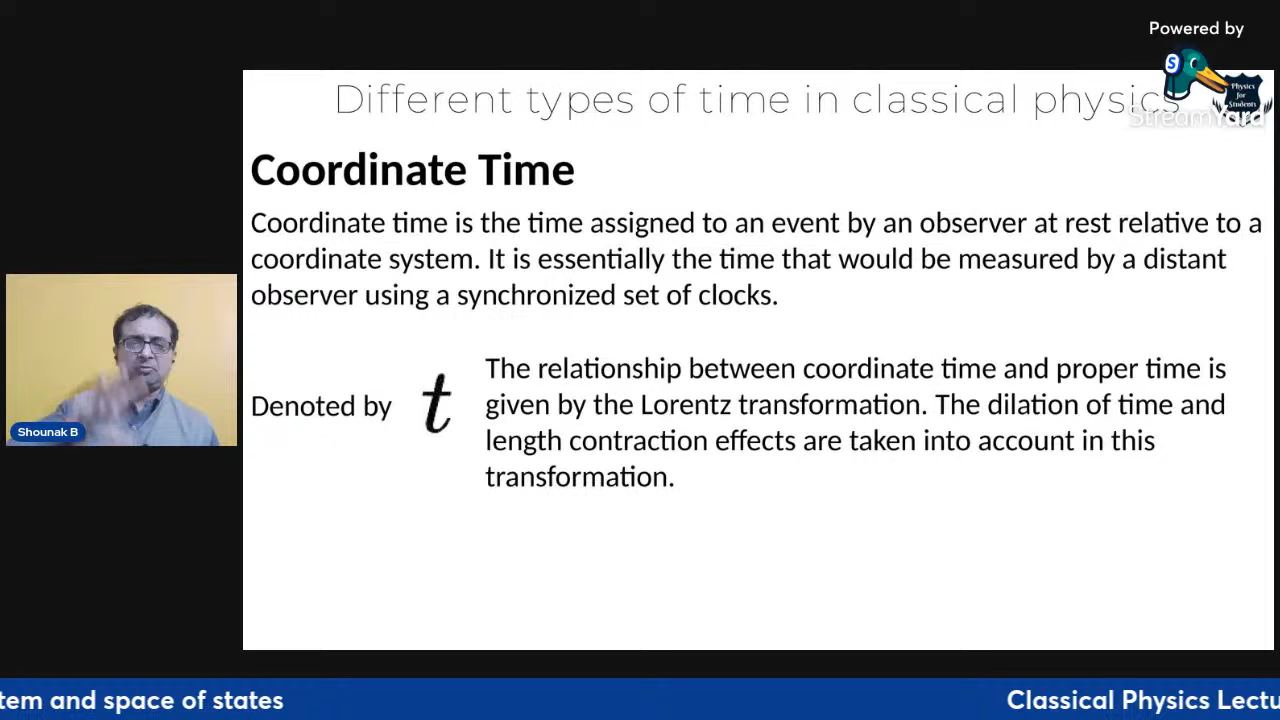 Powered by
S
Physics
for
Students
StreamYard
Different types of time in classical physics
Coordinate Time
Coordinate time is the time assigned to an event by an observer at rest relative to a
coordinate system. It is essentially the time that would be measured by a distant
observer using a synchronized set of clocks.
Denoted by t
The relationship between coordinate time and proper time is
given by the Lorentz transformation. The dilation of time and
length contraction effects are taken into account in this
transformation.
Shounak B
tem and space of states
Classical Physics Lectu